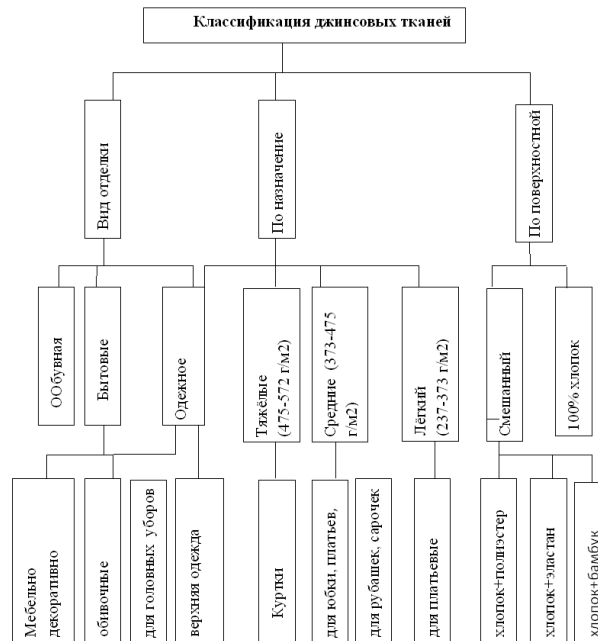 Классификация джинсовых тканей
Вид отделки
По назначение
По поверхностной
ООбувная
Бытовые
Одежное
Тяжёлые
(475-572 г/м2)
Средние (373-475
г/м2)
Лёгкий
(237-373 г/м2)
Смешанный
100% хлопок
Мебельно
декоративно
обивочные
для головных уборов
верхняя одежда
Куртки
для юбки, платьев,
для рубашек, сарочек
для платьевые
хлопок+полиэстер
хлопок+эластан
хлопок+бамбук